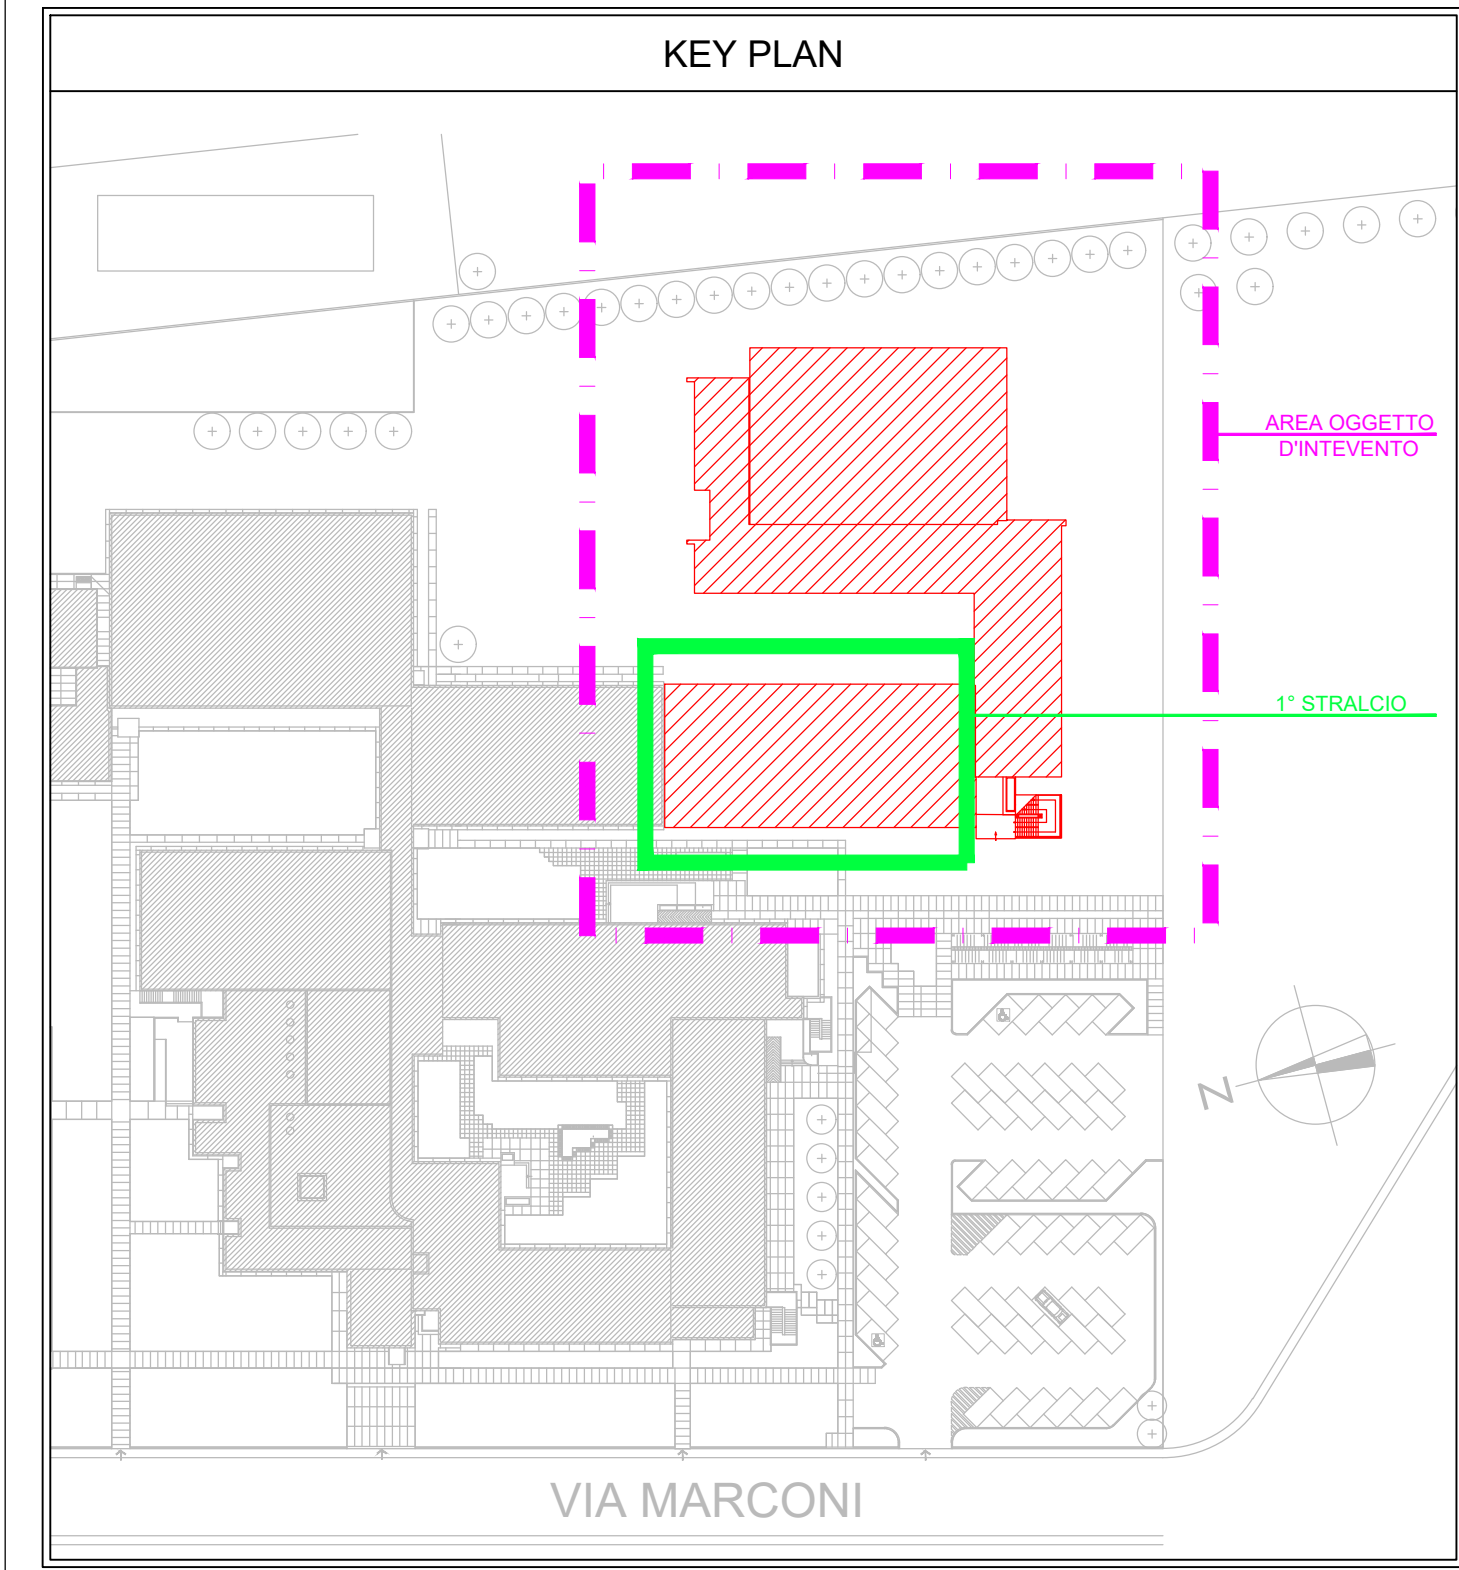 KEY PLAN
AREA OGGETTO
D'INTEVENTO
1° STRALCIO
N
VIA MARCONI